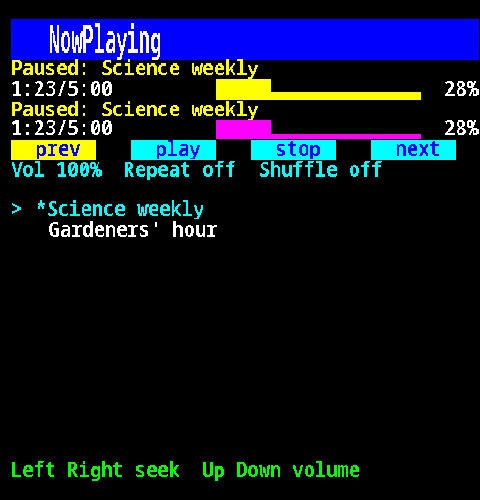 NowPlaying
Paused: Science weekly
1:23/5:00 28%
Paused: Science weekly
1:23/5:00 28%
prev play stop next
Vol 100% Repeat off Shuffle off
> *Science weekly
Gardeners' hour
Left Right seek Up Down volume